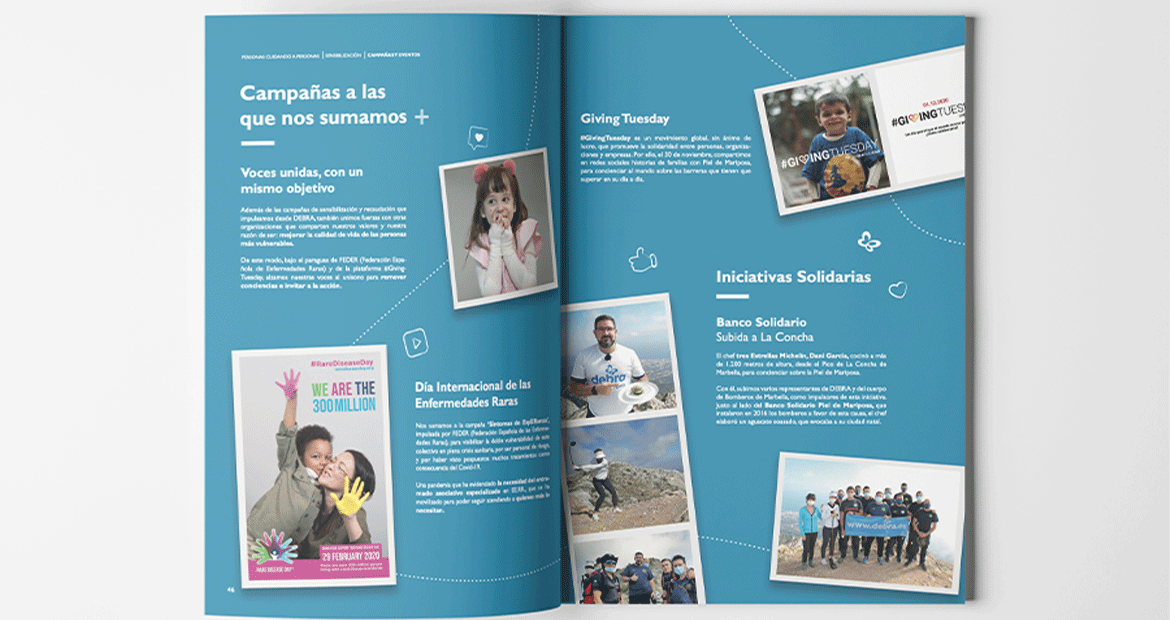 PERSONAS CUIDANDO A PERSONAS | SENSIBILIZACIÓN | CAMPAÑAS Y EVENTOS
Campañas a las
que nos sumamos +
Voces unidas, con un
mismo objetivo
Además de las campañas de sensibilización y recaudación que
impulsamos desde DEBRA, también unimos fuerzas con otras
organizaciones que comparten nuestros valores y nuestra
razón de ser: mejorar la calidad de vida de las personas
más vulnerables.
De este modo, bajo el paraguas de FEDER (Federación Espa-
ñola de Enfermedades Raras) y de la plataforma #Giving-
Tuesday, alzamos nuestras voces al unísono para remover
conciencias e invitar a la acción.
#RareDiseaseDay
WE ARE THE
300 MILLION
29 FEBRUARY 2020
RARE DISEASE DAY
Día Internacional de las
Enfermedades Raras
Nos sumamos a la campaña
impulsada por FEDER (Federación Española de las Enferme-
dades Raras), para visibilizar la doble vulnerabilidad de este
colectivo en plena crisis sanitaria, por ser personal de riesgo,
y por haber visto pospuestos muchos tratamientos como
consecuencia del Covid-19.
Una pandemia que ha evidenciado la necesidad del entra-
mado asociativo especializado en EERR, que se ha
movilizado para poder seguir atendiendo a quienes más lo
necesitan.
46
Giving Tuesday
#GivingTuesday es un movimiento global, sin ánimo de
lucro, que promueve la solidaridad entre personas, organiza-
ciones y empresas. Por ello, el 30 de noviembre, compartimos
en redes sociales historias de familias con Piel de Mariposa,
para concienciar al mundo sobre las barreras que tienen que
superar en su día a día.
#GIVINGTUESDAY
#GIVINGTUES
Iniciativas Solidarias
Banco Solidario
Subida a La Concha
El chef tres Estrellas Michelin, Dani García, cocinó a más
de 1.200 metros de altura, desde el Pico de La Concha de
Marbella, para concienciar sobre la Piel de Mariposa.
Con él, subimos varios representantes de DEBRA y del cuerpo
de Bomberos de Marbella, como impulsores de esta iniciativa.
Justo al lado del Banco Solidario Piel de Mariposa, que
instalaron en 2016 los bomberos a favor de esta causa, el chef
elaboró un aguacate asado, que evocaba a su ciudad natal.
debra
www.debra.es